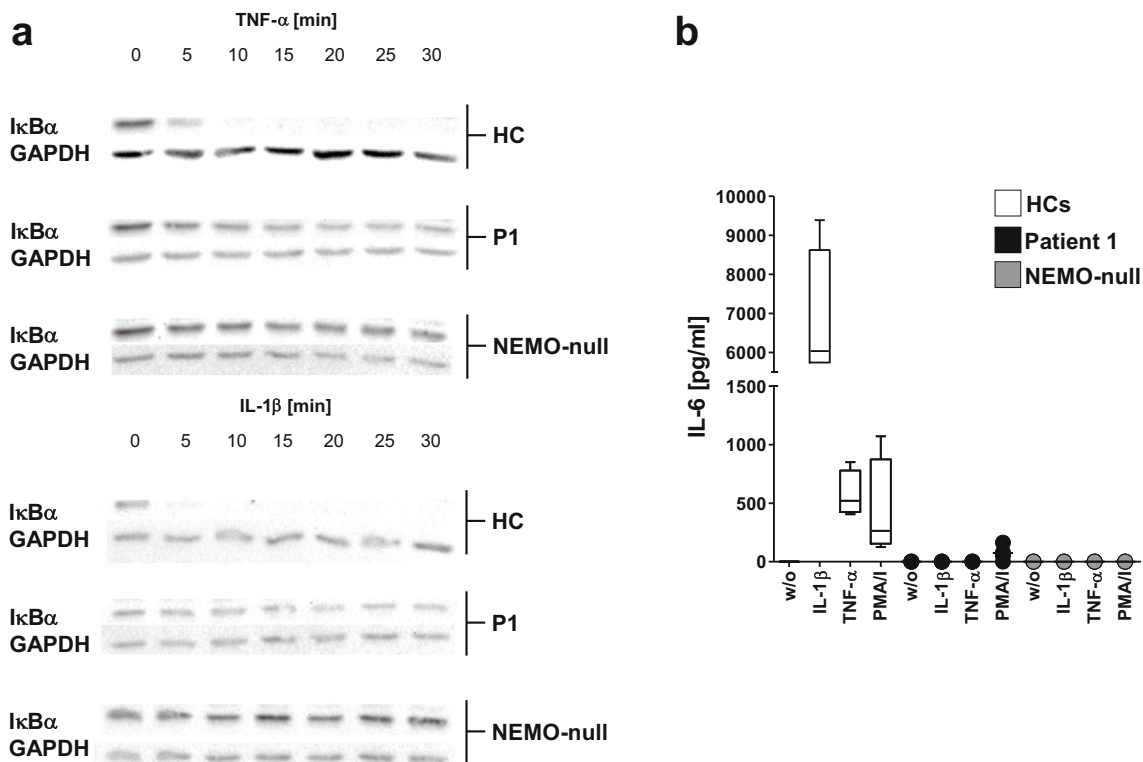 a
TNF-α [min]
0 5 10 15 20 25 30
IκBα
GAPDH
HC
IκBα
GAPDH
P1
IκBα
GAPDH
NEMO-null
IL-1β [min]
0 5 10 15 20 25 30
IκBα
GAPDH
HC
IκBα
GAPDH
P1
IκBα
GAPDH
NEMO-null
b
HCs
Patient 1
NEMO-null
IL-6 [pg/ml]
10000
9000
8000
7000
6000
1500
1000
500
0
w/o IL-1β TNF-α PMA/I w/o IL-1β TNF-α PMA/I w/o IL-1β TNF-α PMA/I